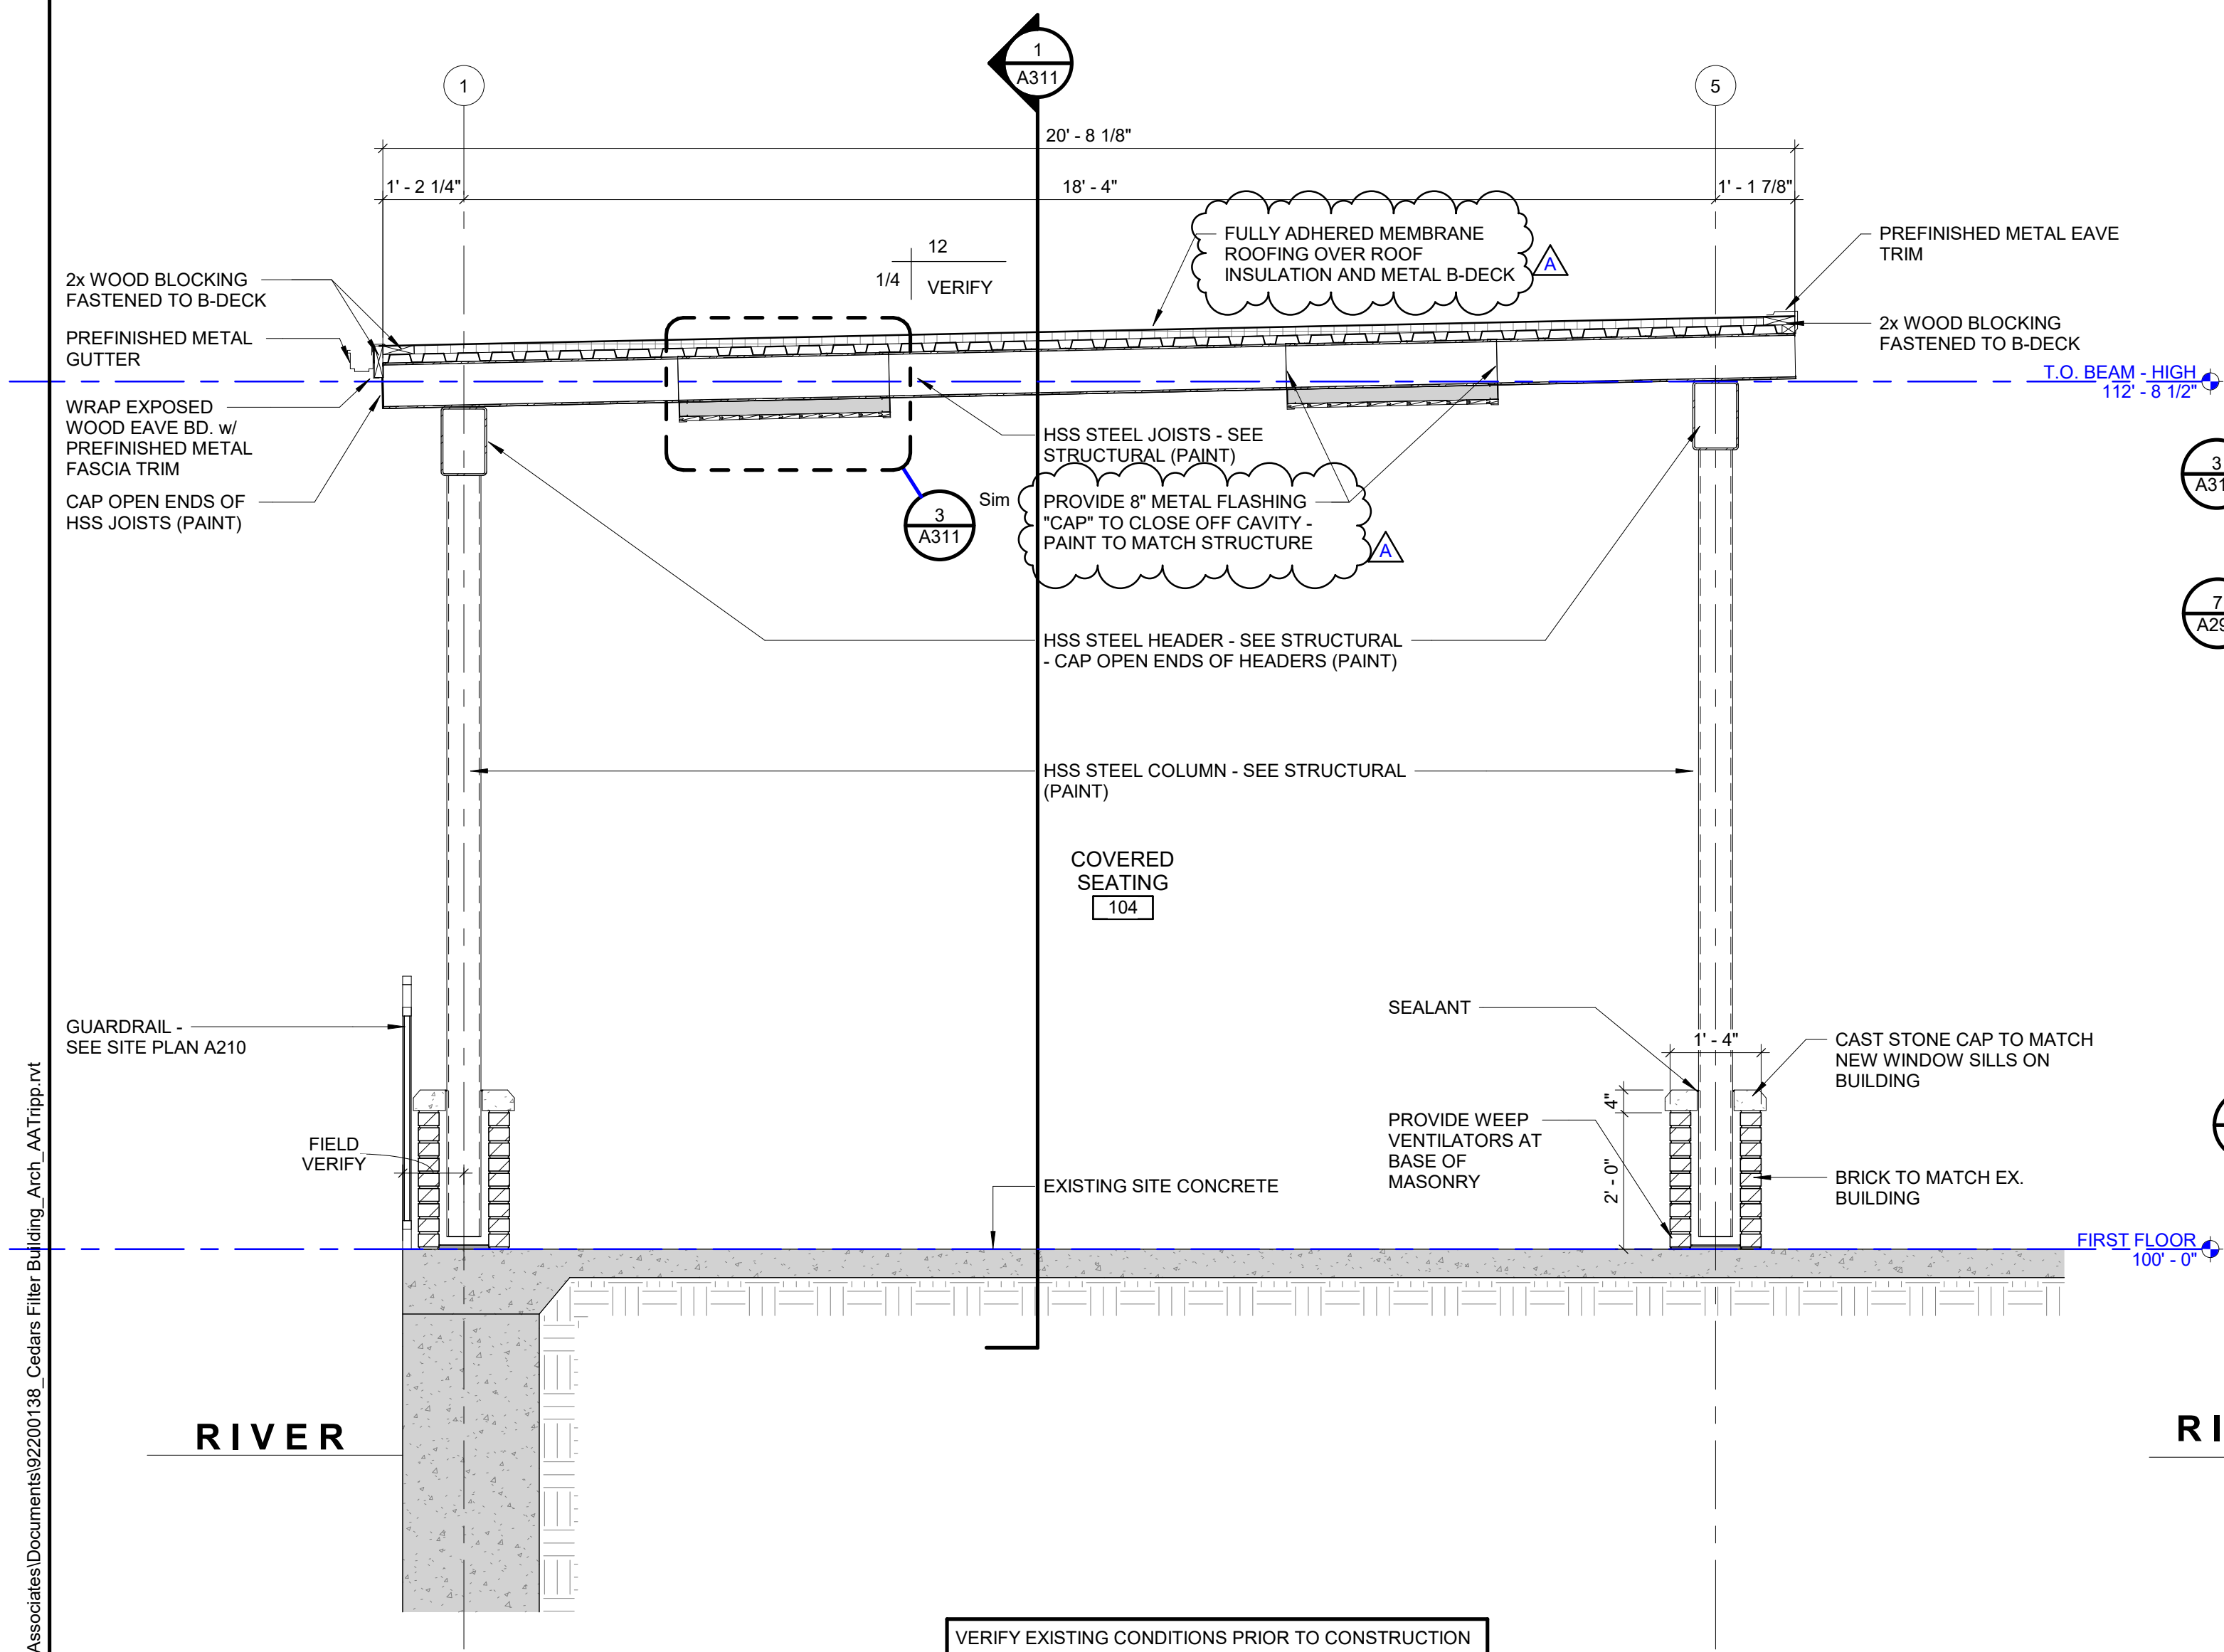 1
A311
1
5
20' - 8 1/8"
1' - 2 1/4"
18' - 4"
1' - 1 7/8"
FULLY ADHERED MEMBRANE
ROOFING OVER ROOF
INSULATION AND METAL B-DECK
A
PREFINISHED METAL EAVE
TRIM
12
1/4
VERIFY
2x WOOD BLOCKING
FASTENED TO B-DECK
PREFINISHED METAL
GUTTER
2x WOOD BLOCKING
FASTENED TO B-DECK
T.O. BEAM - HIGH
112' - 8 1/2"
WRAP EXPOSED
WOOD EAVE BD. w/
PREFINISHED METAL
FASCIA TRIM
CAP OPEN ENDS OF
HSS JOISTS (PAINT)
HSS STEEL JOISTS - SEE
STRUCTURAL (PAINT)
3
A311
Sim
PROVIDE 8" METAL FLASHING
"CAP" TO CLOSE OFF CAVITY -
PAINT TO MATCH STRUCTURE
A
3
A31
7
A29
HSS STEEL HEADER - SEE STRUCTURAL
- CAP OPEN ENDS OF HEADERS (PAINT)
HSS STEEL COLUMN - SEE STRUCTURAL
(PAINT)
COVERED
SEATING
104
GUARDRAIL -
SEE SITE PLAN A210
SEALANT
1' - 4"
CAST STONE CAP TO MATCH
NEW WINDOW SILLS ON
BUILDING
4"
2' - 0"
PROVIDE WEEP
VENTILATORS AT
BASE OF
MASONRY
FIELD
VERIFY
EXISTING SITE CONCRETE
BRICK TO MATCH EX.
BUILDING
FIRST FLOOR
100' - 0"
RIVER
RI
VERIFY EXISTING CONDITIONS PRIOR TO CONSTRUCTION
Associates\Documents\92200138_Cedars Filter Building_Arch_AATripp.rvt